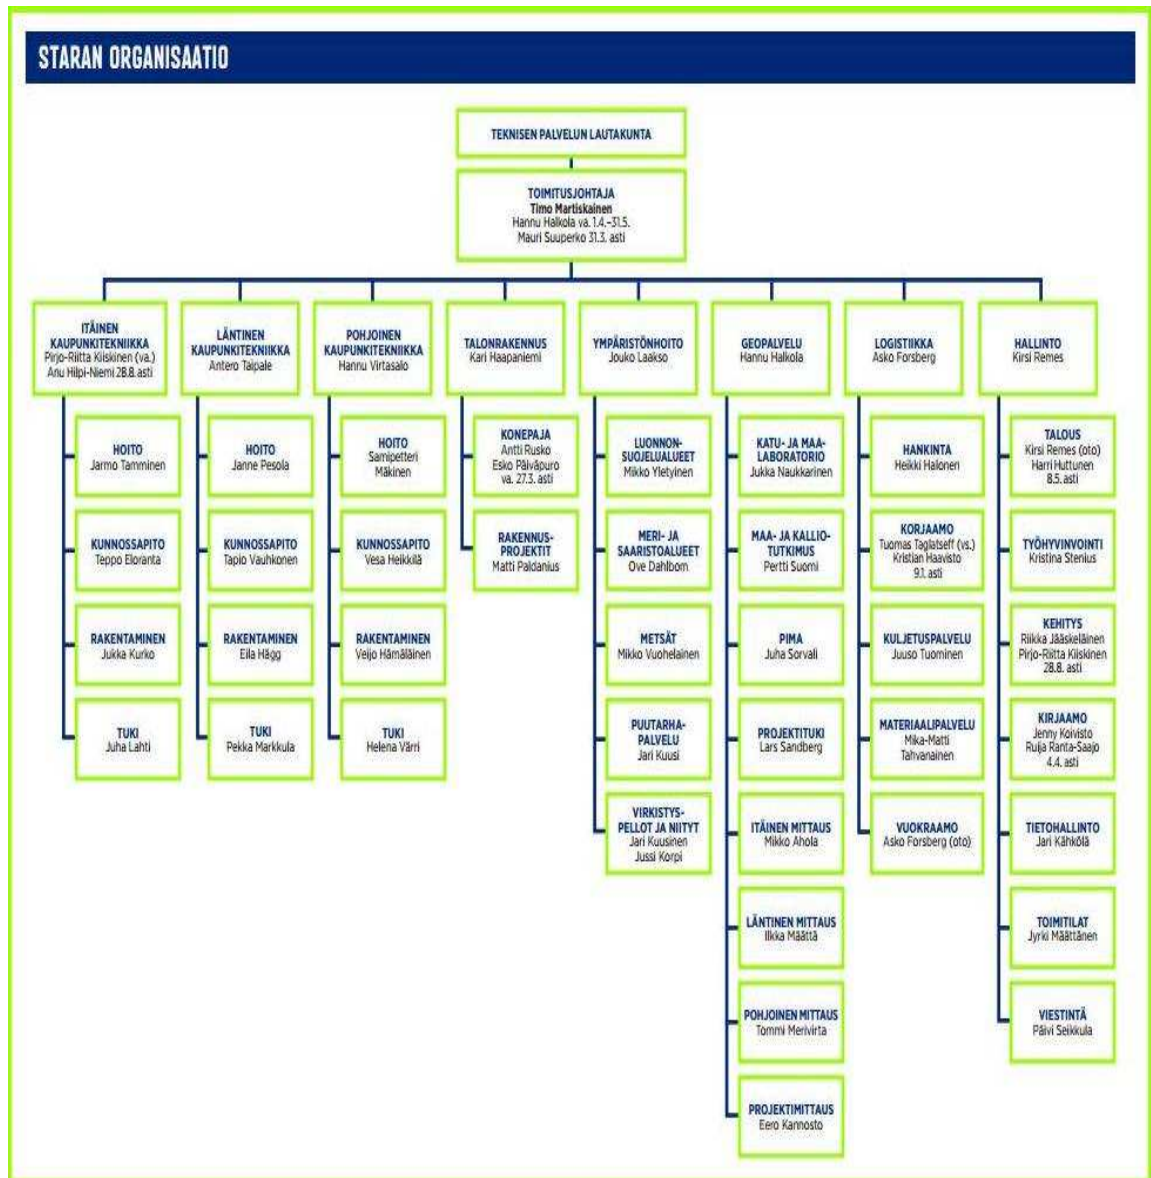 STARAN ORGANISAATIO
TEKNISEN PALVELUN LAUTAKUNTA
TOIMITUSJOHTAJA
Timo Martiskainen
Hannu Halkola va. 1.4.–31.5.
Mauri Suuperko 31.3. asti
ITÄINEN
KAUPUNKITEKNIIKKA
Pirjo-Riitta Kiiskinen (va.)
Anu Hilpi-Niemi 28.8. asti
HOITO
Jarmo Tamminen
KUNNOSSAPITO
Teppo Eloranta
RAKENTAMINEN
Jukka Kurko
TUKI
Juha Lahti
LÄNTINEN
KAUPUNKITEKNIIKKA
Antero Taipale
HOITO
Janne Pesola
KUNNOSSAPITO
Tapio Vauhkonen
RAKENTAMINEN
Eila Hägg
TUKI
Pekka Markkula
POHJOINEN
KAUPUNKITEKNIIKKA
Hannu Virtasalo
HOITO
Samipetteri
Mäkinen
KUNNOSSAPITO
Vesa Heikkilä
RAKENTAMINEN
Veijo Hämäläinen
TUKI
Helena Värri
TALONRAKENNUS
Kari Haapaniemi
KONEPAJA
Antti Rusko
Esko Päiväpuro
va. 27.3. asti
RAKENNUS-
PROJEKTIT
Matti Paldanius
YMPÄRISTÖNHOITO
Jouko Laakso
LUONNON-
SUOJELUALUEET
Mikko Yletyinen
MERI- JA
SAARISTOALUEET
Ove Dahlbom
METSÄT
Mikko Vuohelainen
PUUTARHA-
PALVELU
Jari Kuusi
VIRKISTYS-
PELLOT JA NIITYT
Jari Kuusinen
Jussi Korpi
GEOPALVELU
Hannu Halkola
KATU- JA MAA-
LABORATORIO
Jukka Naukkarinen
MAA- JA KALLIO-
TUTKIMUS
Pertti Suomi
PIMA
Juha Sorvali
PROJEKTITUKI
Lars Sandberg
ITÄINEN MITTAUS
Mikko Ahola
LÄNTINEN MITTAUS
Ilkka Määttä
POHJOINEN MITTAUS
Tommi Merivirta
PROJEKTIMITTAUS
Eero Kannosto
LOGISTIIKKA
Asko Forsberg
HANKINTA
Heikki Halonen
KORJAAMO
Tuomas Tagiatseff (vs.)
Kristian Haavisto
9.1. asti
KULJETUSPALVELU
Juuso Tuominen
MATERIAALIPALVELU
Mika-Matti
Tahvanainen
VUOKRAAMO
Asko Forsberg (oto)
HALLINTO
Kirsi Remes
TALOUS
Kirsi Remes (oto)
Harri Huttunen
8.5. asti
TYÖHYVINVOINTI
Kristina Stenius
KEHITYS
Riikka Jääskeläinen
Pirjo-Riitta Kiiskinen
28.8. asti
KIRJAAMO
Jenny Koivisto
Ruija Ranta-Saajo
4.4. asti
TIETOHALLINTO
Jari Kähkölä
TOIMITILAT
Jyrki Määttänen
VIESTINTÄ
Päivi Seikkula